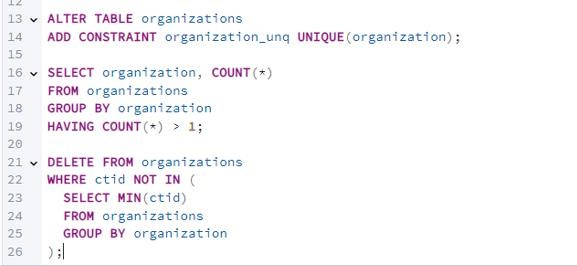 12
13 ALTER TABLE organizations
14 ADD CONSTRAINT organization_unq UNIQUE(organization);
15
16 SELECT organization, COUNT(*)
17 FROM organizations
18 GROUP BY organization
19 HAVING COUNT(*) > 1;
20
21 DELETE FROM organizations
22 WHERE ctid NOT IN (
23   SELECT MIN(ctid)
24   FROM organizations
25   GROUP BY organization
26 );